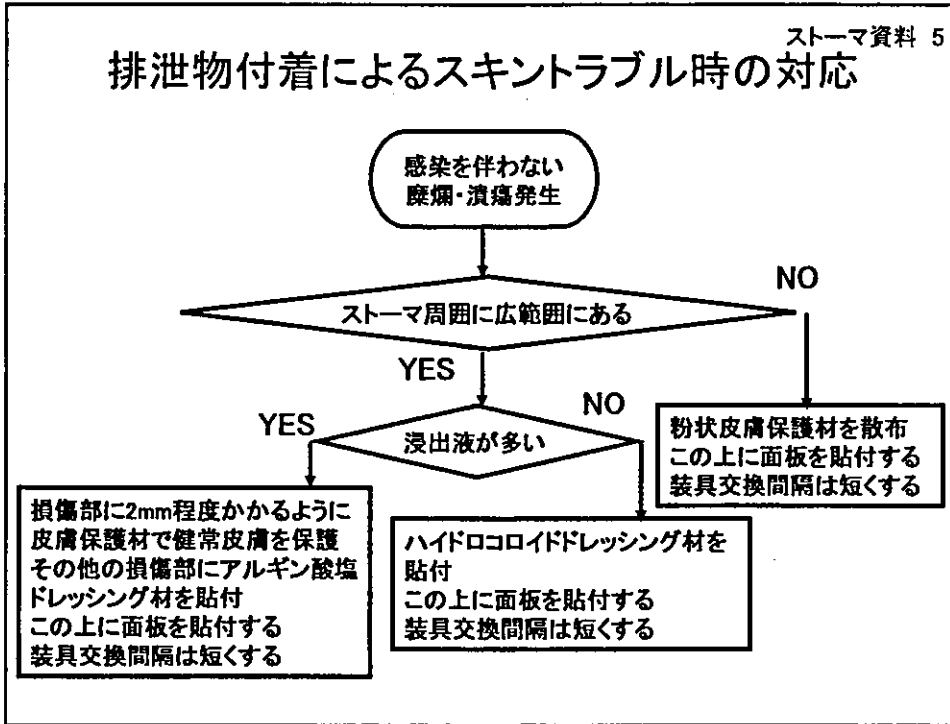 ストーマ資料 5
排泄物付着によるスキントラブル時の対応
感染を伴わない
糜爛・潰瘍発生
ストーマ周囲に広範囲にある
NO
YES
浸出液が多い
YES
NO
粉状皮膚保護材を散布
この上に面板を貼付する
装具交換間隔は短くする
損傷部に2mm程度かかるように
皮膚保護材で健常皮膚を保護
その他の損傷部にアルギン酸塩
ドレッシング材を貼付
この上に面板を貼付する
装具交換間隔は短くする
ハイドロコロイドドレッシング材を
貼付
この上に面板を貼付する
装具交換間隔は短くする